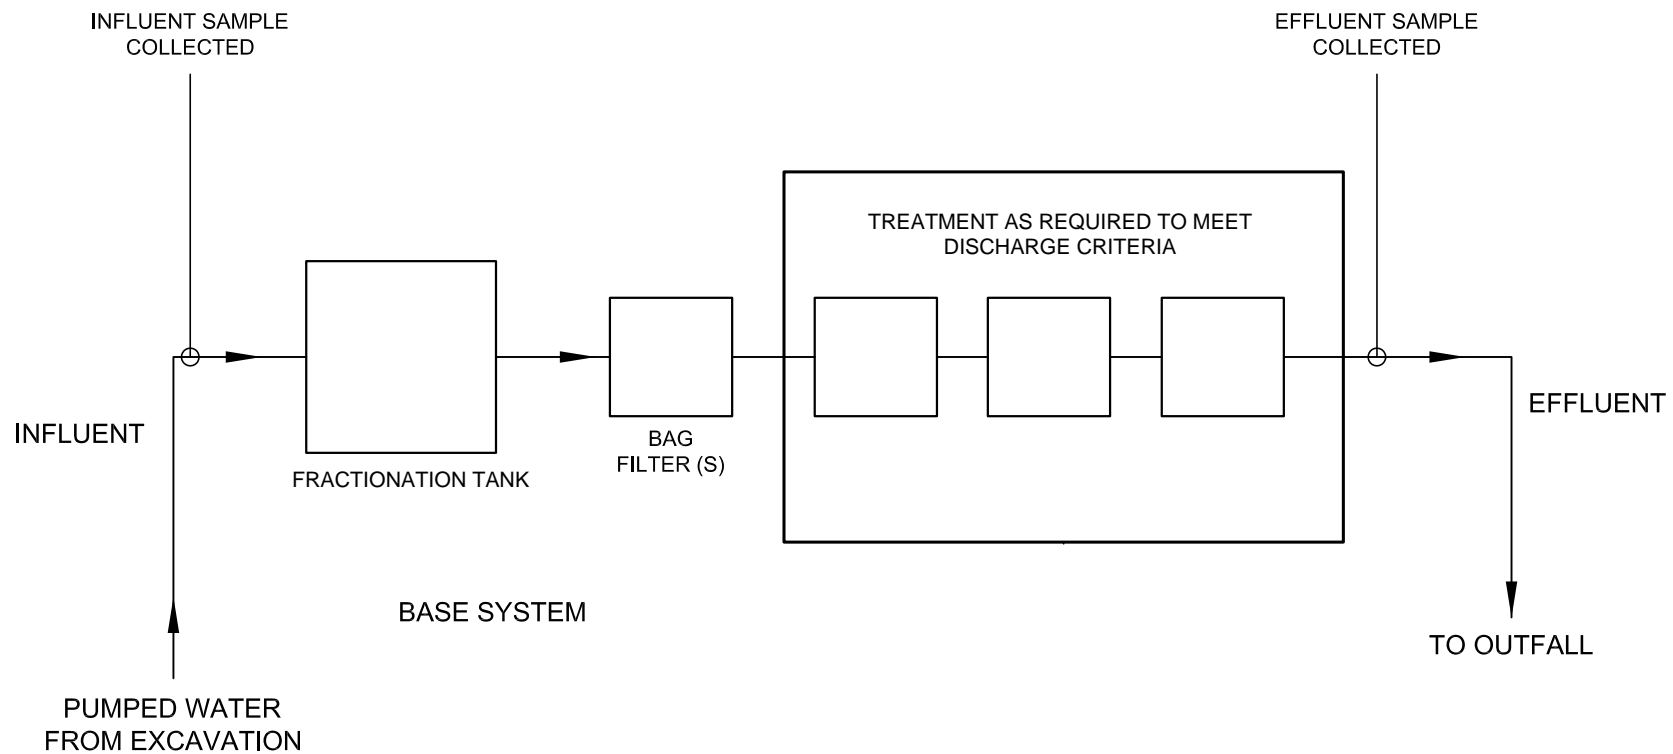 INFLUENT SAMPLE
COLLECTED
EFFLUENT SAMPLE
COLLECTED
TREATMENT AS REQUIRED TO MEET
DISCHARGE CRITERIA
INFLUENT
EFFLUENT
FRACTIONATION TANK
BAG
FILTER (S)
BASE SYSTEM
TO OUTFALL
PUMPED WATER
FROM EXCAVATION